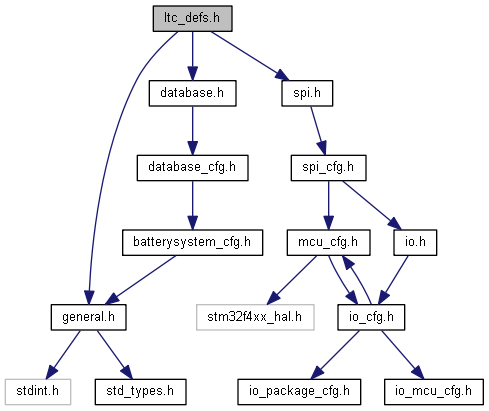 ltc_defs.h
database.h
spi.h
database_cfg.h
spi_cfg.h
batterysystem_cfg.h
mcu_cfg.h
io.h
general.h
stm32f4xx_hal.h
io_cfg.h
stdint.h
std_types.h
io_package_cfg.h
io_mcu_cfg.h